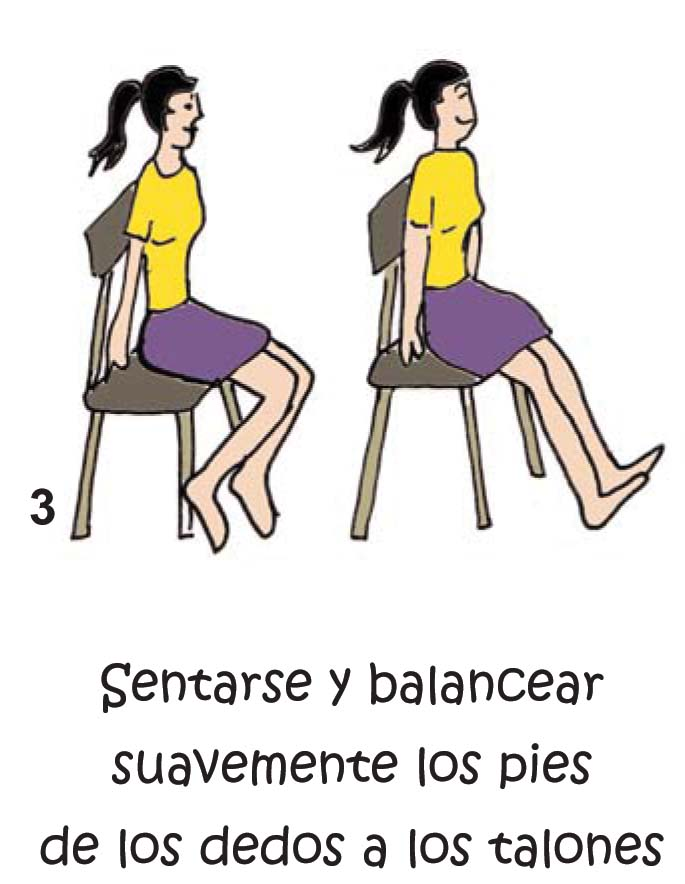 3
Sentarse y balancear
suavemente los pies
de los dedos a los talones